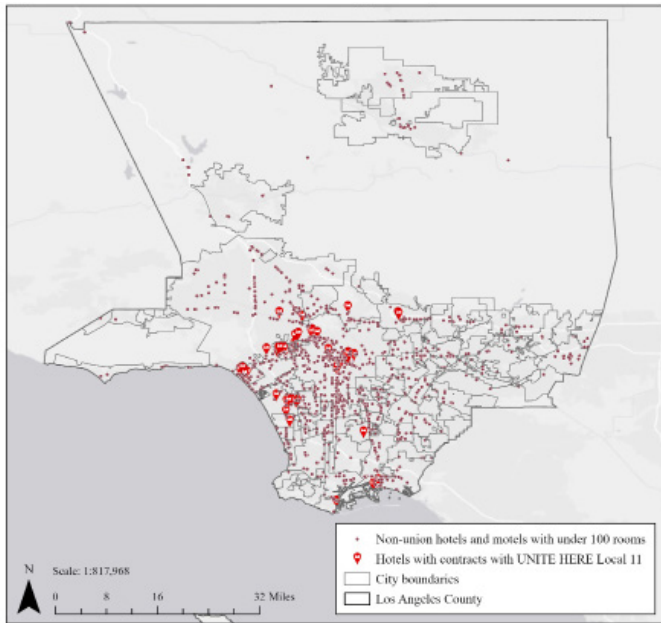 Non-union hotels and motels with under 100 rooms
Hotels with contracts with UNITE HERE Local 11
City boundaries
Los Angeles County
N
Scale: 1:817,968
0 8 16 32 Miles